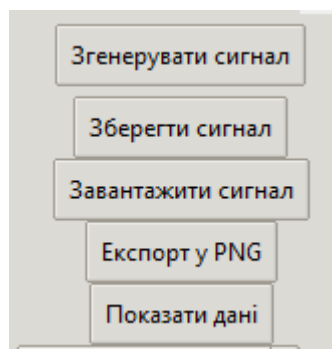 Згенерувати сигнал
Зберегти сигнал
Завантажити сигнал
Експорт у PNG
Показати дані